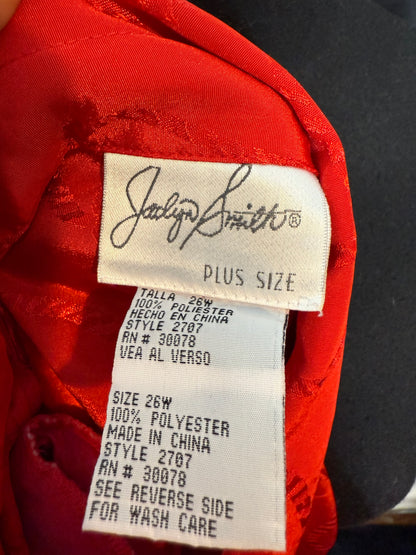 Jaclyn Smith®
PLUS SIZE
TALLA 26W
100% POLIESTER
HECHO EN CHINA
STYLE 2707
RN # 30078
VEA AL VERSO
SIZE 26W
100% POLYESTER
MADE IN CHINA
STYLE 2707
RN # 30078
SEE REVERSE SIDE
FOR WASH CARE